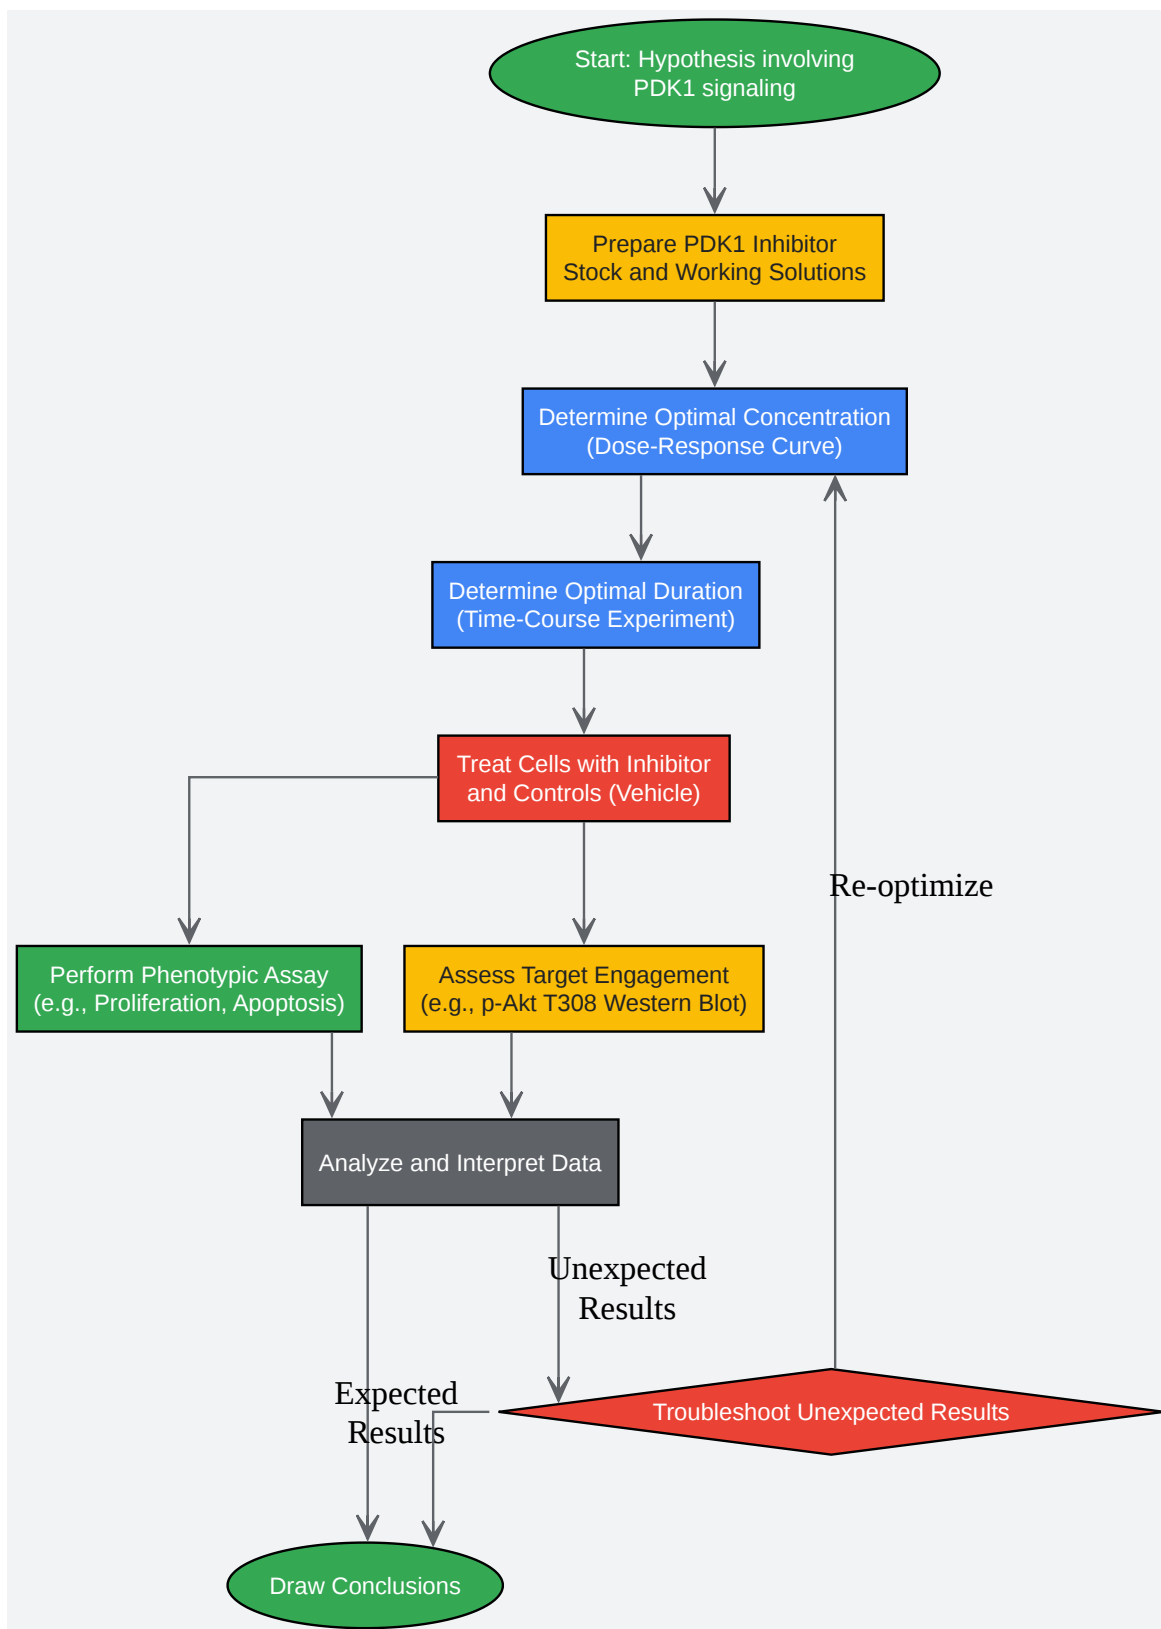 Start: Hypothesis involving
PDK1 signaling
Prepare PDK1 Inhibitor
Stock and Working Solutions
Determine Optimal Concentration
(Dose-Response Curve)
Determine Optimal Duration
(Time-Course Experiment)
Treat Cells with Inhibitor
and Controls (Vehicle)
Re-optimize
Perform Phenotypic Assay
(e.g., Proliferation, Apoptosis)
Assess Target Engagement
(e.g., p-Akt T308 Western Blot)
Analyze and Interpret Data
Unexpected
Results
Expected
Results
Troubleshoot Unexpected Results
Draw Conclusions